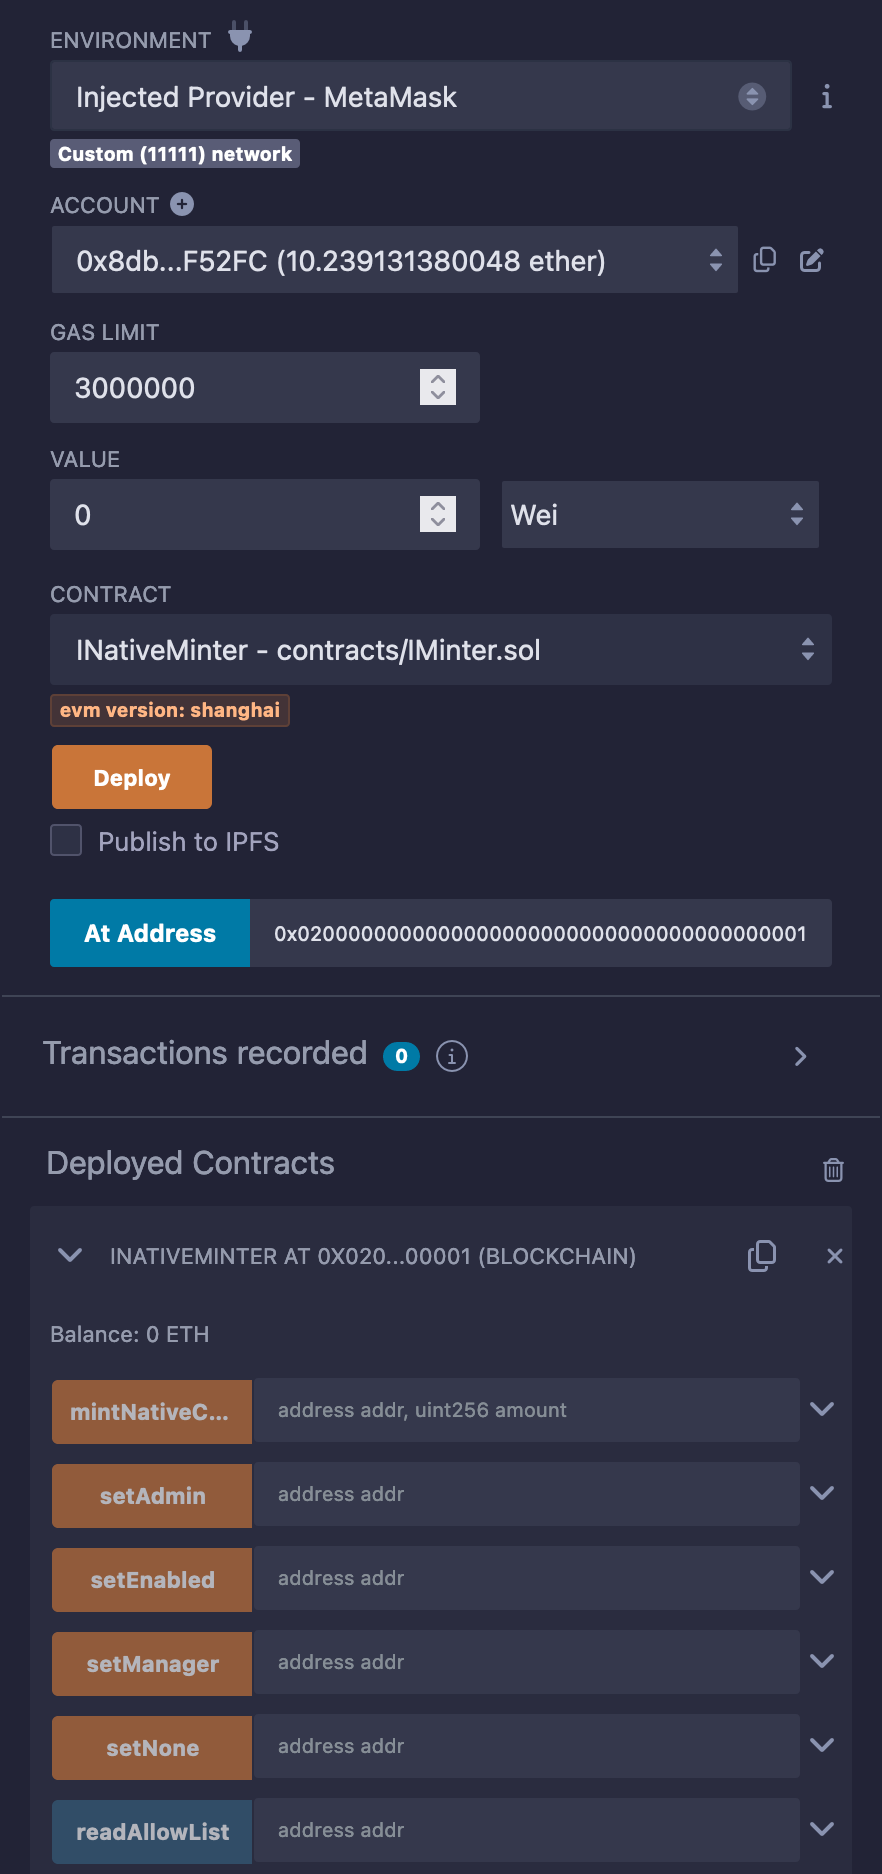 ENVIRONMENT
Injected Provider - MetaMask
Custom (11111) network
ACCOUNT
0x8db...F52FC (10.239131380048 ether)
GAS LIMIT
3000000
VALUE
0
Wei
CONTRACT
INativeMinter - contracts/IMinter.sol
evm version: shanghai
Deploy
Publish to IPFS
At Address
0x0200000000000000000000000000000000000001
Transactions recorded 0
Deployed Contracts
INATIVEMINTER AT 0X020...00001 (BLOCKCHAIN)
Balance: 0 ETH
mintNativeC... address addr, uint256 amount
setAdmin address addr
setEnabled address addr
setManager address addr
setNone address addr
readAllowList address addr